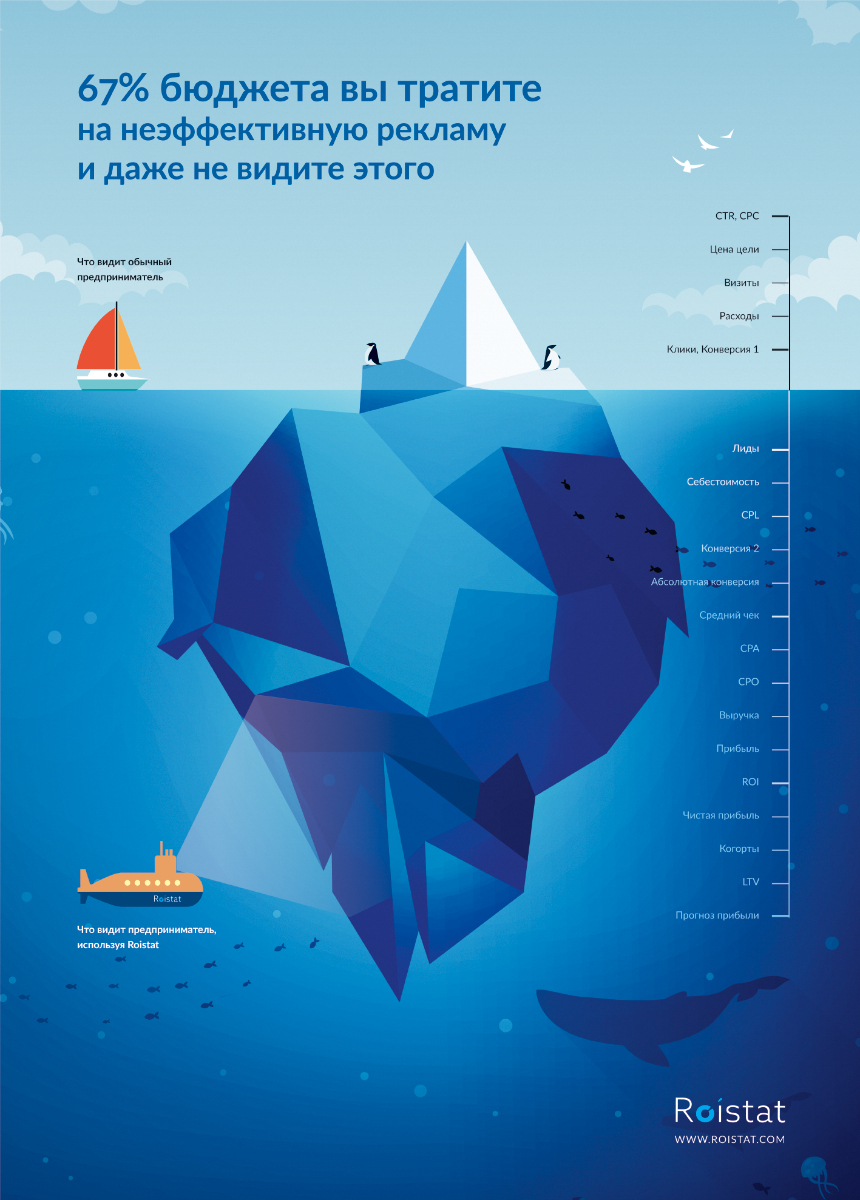 67% бюджета вы тратите
на неэффективную рекламу
и даже не видите этого
CTR, CPC
Цена цели
Что видит обычный
предприниматель
Визиты
Расходы
Клики, Конверсия 1
Лиды
Себестоимость
CPL
Конверсия 2
Абсолютная конверсия
Средний чек
CPA
CPO
Выручка
Прибыль
ROI
Чистая прибыль
Когорты
LTV
Roistat
Прогноз прибыли
Что видит предприниматель,
используя Roistat
Roistat
WWW.ROISTAT.COM